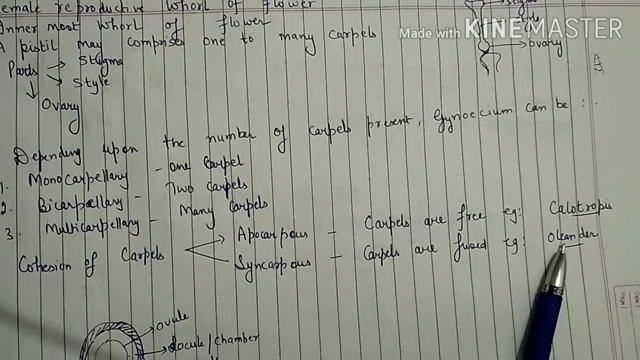 emale reproductive whorl of flower
Inner most whorl of flower
A pistil may comprises one to many Carpels
Parts → Stigma
→ Style
↓ Ovary
→ ovary
Made with KINEMASTER
Depending upon the number of carpels present, Gynoecium can be :-
1. Monocarpellary - One Carpel
2. Bicarpellary - Two Carpels
3. Multicarpellary - Many Carpels
Cohesion of Carpels
Apocarpous - Carpels are free eg: Calotropis
Syncarpous - Carpels are fused eg: Oleander
→ Ovule
→ Locule/chamber